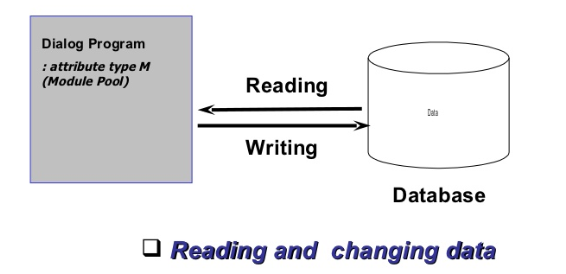 Dialog Program
: attribute type M
(Module Pool)
Reading
Data
Writing
Database
❑ Reading and changing data